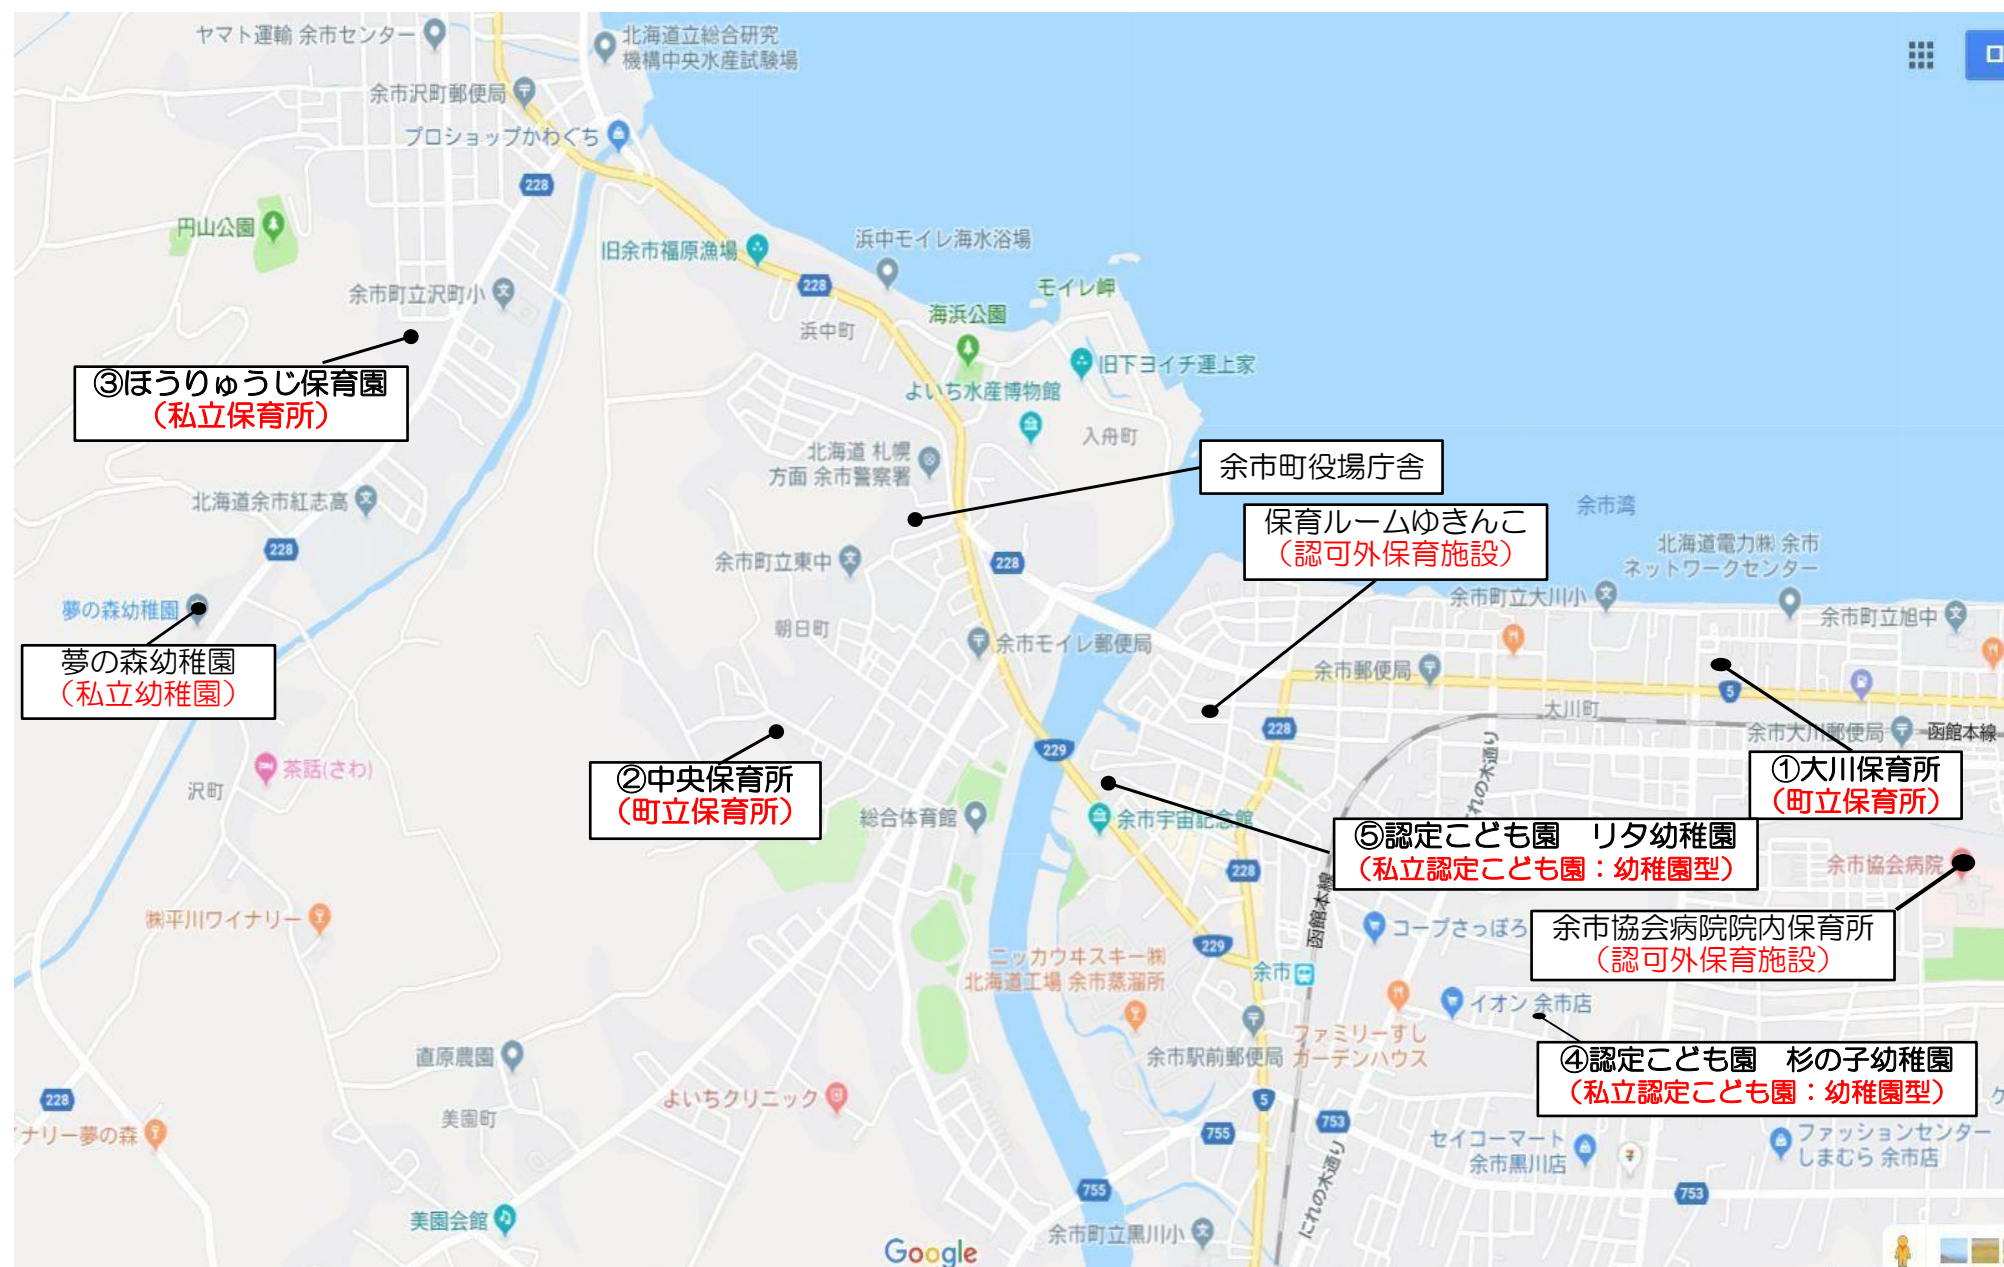 ヤマト運輸 余市センター
北海道立総合研究
機構中央水産試験場
余市沢町郵便局
プロショップかわぐち
228
円山公園
旧余市福原漁場
浜中モイレ海水浴場
228
モイレ岬
余市町立沢町小
海浜公園
浜中町
旧下ヨイチ運上家
③ほうりゅうじ保育園
（私立保育所）
よいち水産博物館
入舟町
北海道 札幌
方面 余市警察署
余市町役場庁舎
北海道余市紅志高
余市湾
保育ルームゆきんこ
（認可外保育施設）
228
余市町立東中
228
北海道電力㈱ 余市
ネットワークセンター
余市町立大川小
余市町立旭中
夢の森幼稚園
朝日町
余市モイレ郵便局
夢の森幼稚園
（私立幼稚園）
余市郵便局
5
大川町
228
余市大川郵便局
函館本線
229
にれの木通り
茶話(さわ)
沢町
②中央保育所
（町立保育所）
①大川保育所
（町立保育所）
総合体育館
余市宇宙記念館
⑤認定こども園　リタ幼稚園
（私立認定こども園：幼稚園型）
228
函館本線
余市協会病院
㈱平川ワイナリー
コープさっぽろ
余市協会病院院内保育所
（認可外保育施設）
229
ニッカウヰスキー㈱
北海道工場 余市蒸溜所
余市
イオン 余市店
ファミリーすし
ガーデンハウス
余市駅前郵便局
直原農園
④認定こども園　杉の子幼稚園
（私立認定こども園：幼稚園型）
よいちクリニック
228
美園町
5
753
755
ナリー夢の森
セイコーマート
余市黒川店
ファッションセンター
しまむら 余市店
にれの木通り
755
753
美園会館
余市町立黒川小
Google